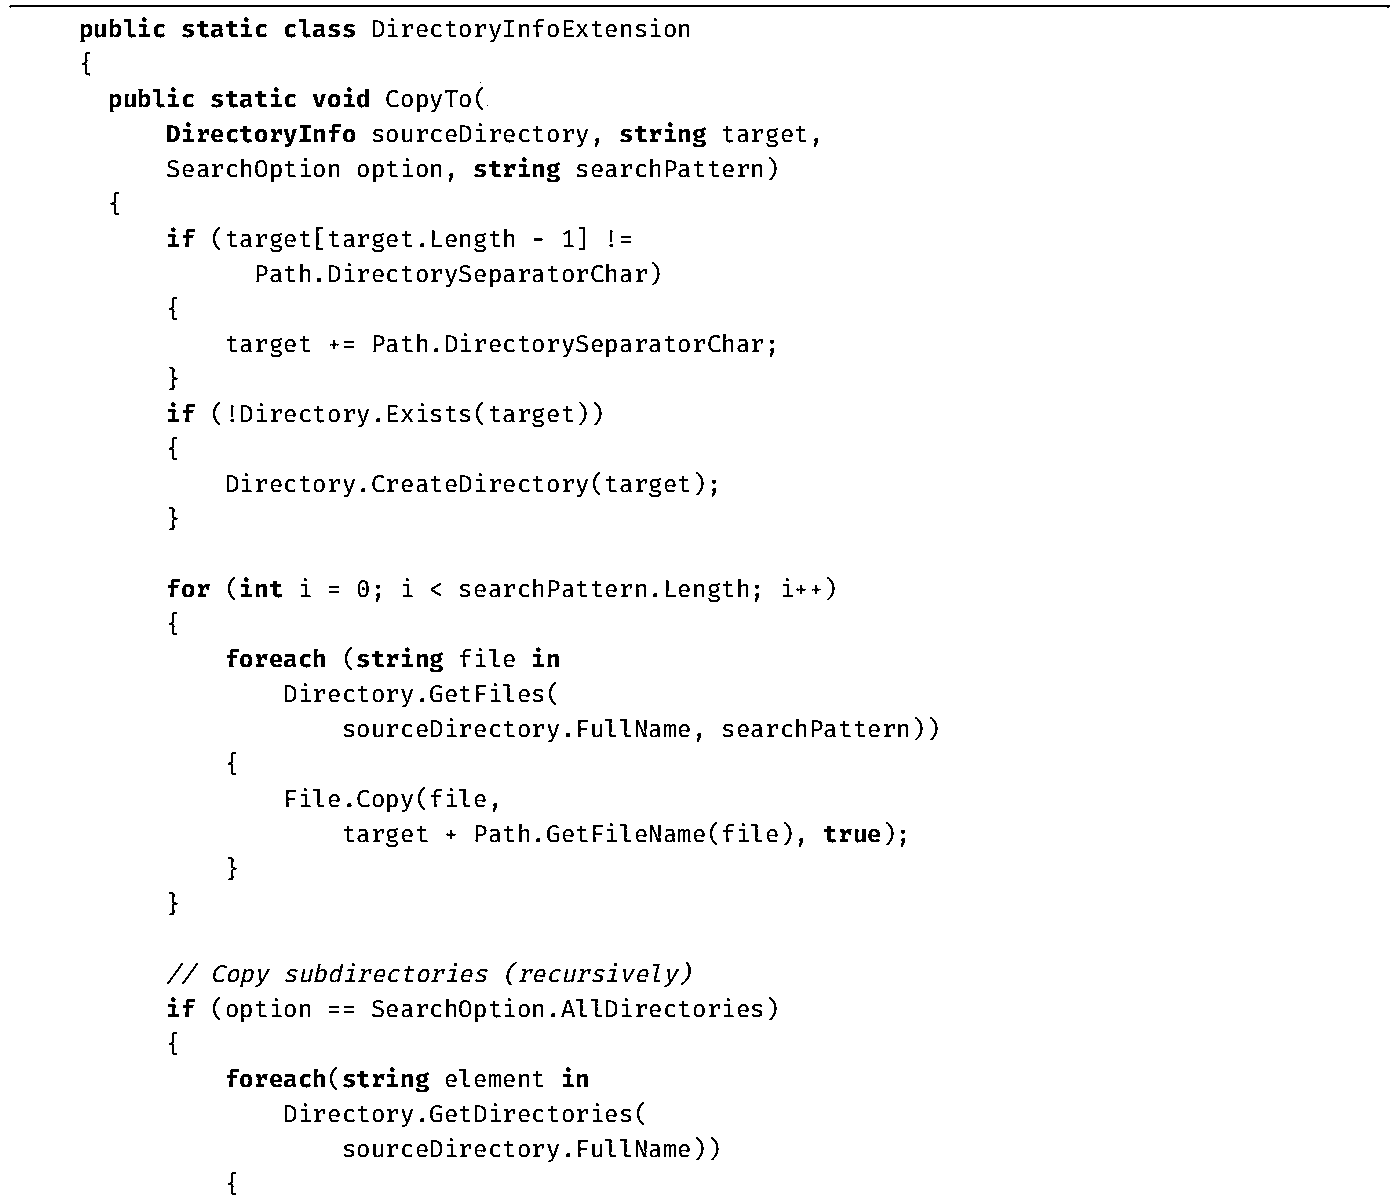 public static class DirectoryInfoExtension
{
  public static void CopyTo(
      DirectoryInfo sourceDirectory, string target,
      SearchOption option, string searchPattern)
  {
      if (target[target.Length - 1] !=
            Path.DirectorySeparatorChar)
      {
          target += Path.DirectorySeparatorChar;
      }
      if (!Directory.Exists(target))
      {
          Directory.CreateDirectory(target);
      }

      for (int i = 0; i < searchPattern.Length; i++)
      {
          foreach (string file in
              Directory.GetFiles(
                  sourceDirectory.FullName, searchPattern))
          {
              File.Copy(file,
                  target + Path.GetFileName(file), true);
          }
      }

      // Copy subdirectories (recursively)
      if (option == SearchOption.AllDirectories)
      {
          foreach(string element in
              Directory.GetDirectories(
                  sourceDirectory.FullName))
          {